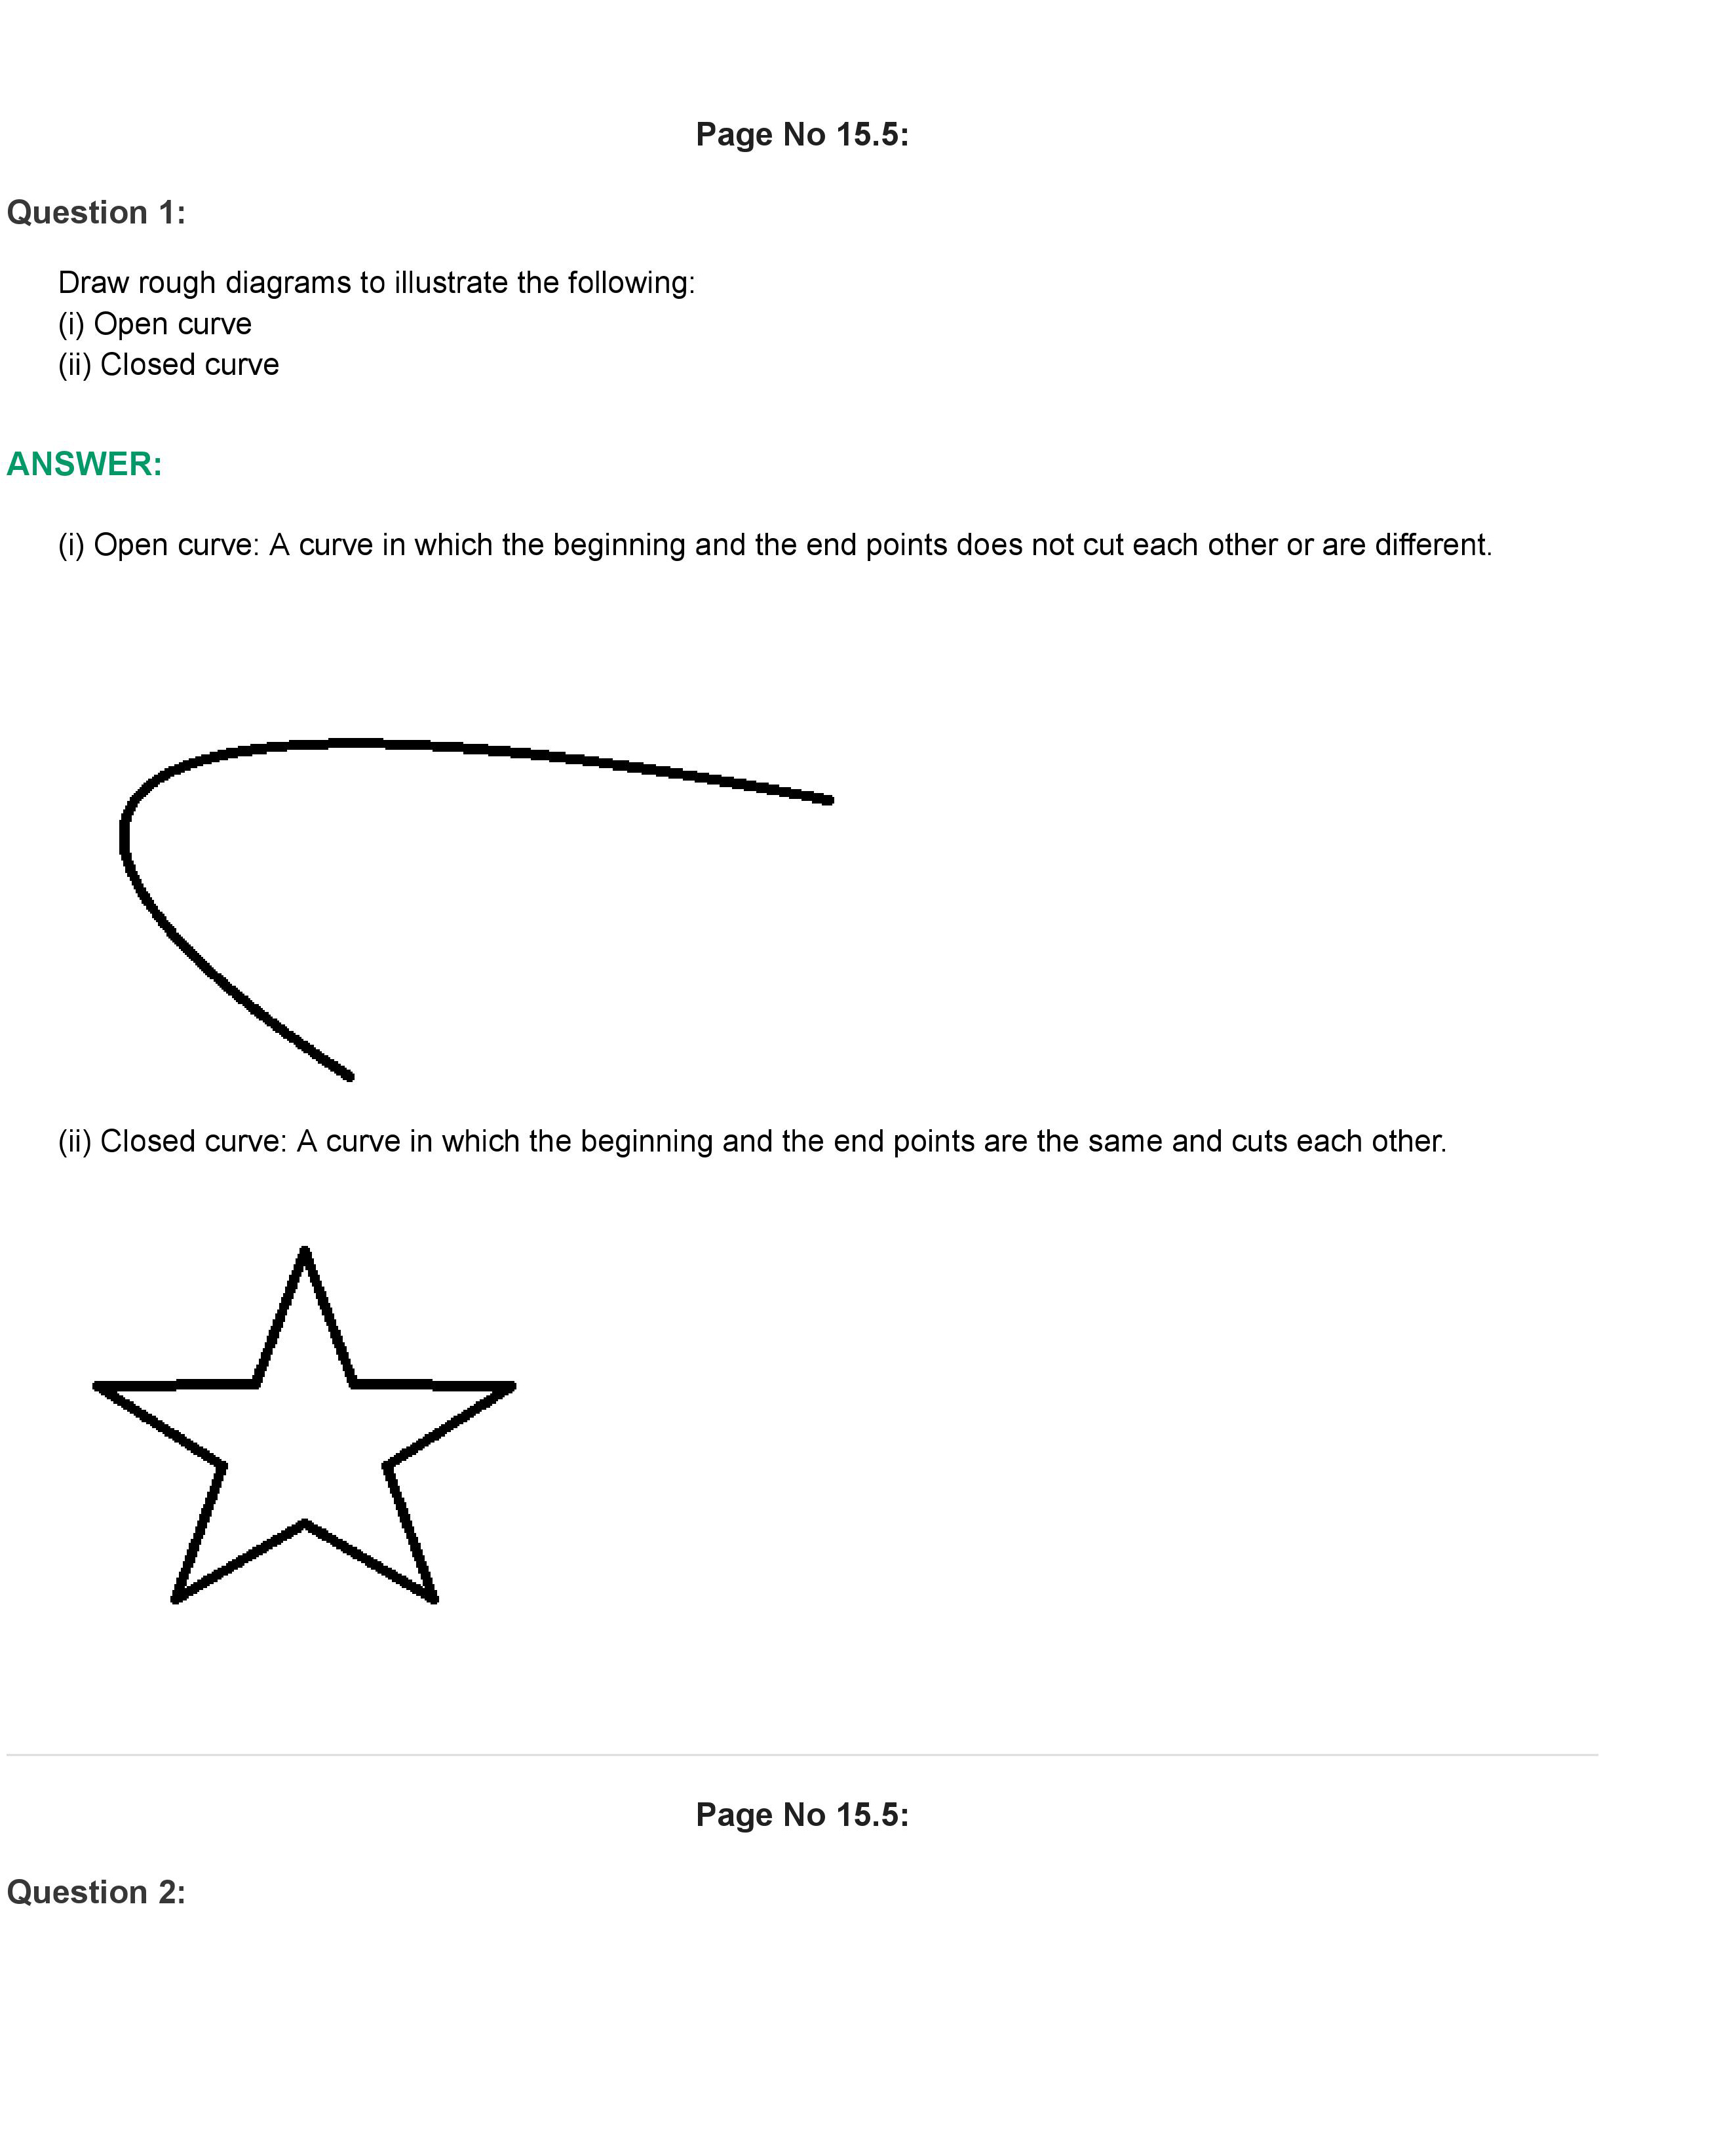 Page No 15.5:
Question 1:
Draw rough diagrams to illustrate the following:
(i) Open curve
(ii) Closed curve
ANSWER:
(i) Open curve: A curve in which the beginning and the end points does not cut each other or are different.
(ii) Closed curve: A curve in which the beginning and the end points are the same and cuts each other.
Page No 15.5:
Question 2: